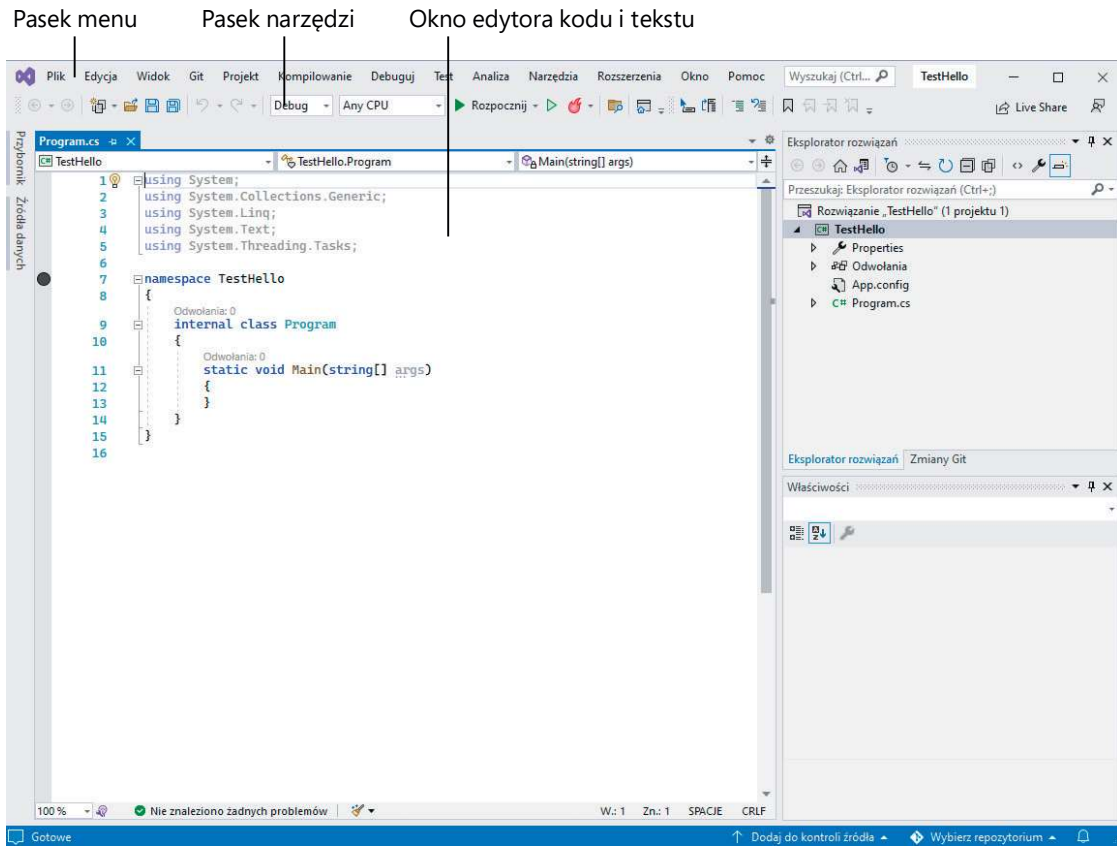 Pasek menu Pasek narzędzi Okno edytora kodu i tekstu
Plik Edycja Widok Git Projekt Kompilowanie Debuguj Test Analiza Narzędzia Rozszerzenia Okno Pomoc Wyszukaj (Ctrl... TestHello
Debug Any CPU Rozpocznij Live Share
Przybornik
Źródła danych
Program.cs
TestHello TestHello.Program Main(string[] args)
1 using System;
2 using System.Collections.Generic;
3 using System.Linq;
4 using System.Text;
5 using System.Threading.Tasks;
6
7 namespace TestHello
8 {
Odwołania: 0
9 internal class Program
10 {
Odwołania: 0
11 static void Main(string[] args)
12 {
13 }
14 }
15 }
16
Eksplorator rozwiązań
Przeszukaj: Eksplorator rozwiązań (Ctrl+;)
Rozwiązanie „TestHello” (1 projektu 1)
C# TestHello
Properties
Odwołania
App.config
C# Program.cs
Eksplorator rozwiązań Zmiany Git
Właściwości
100 % Nie znaleziono żadnych problemów W.: 1 Zn.: 1 SPACJE CRLF
Gotowe Dodaj do kontroli źródła Wybierz repozytorium